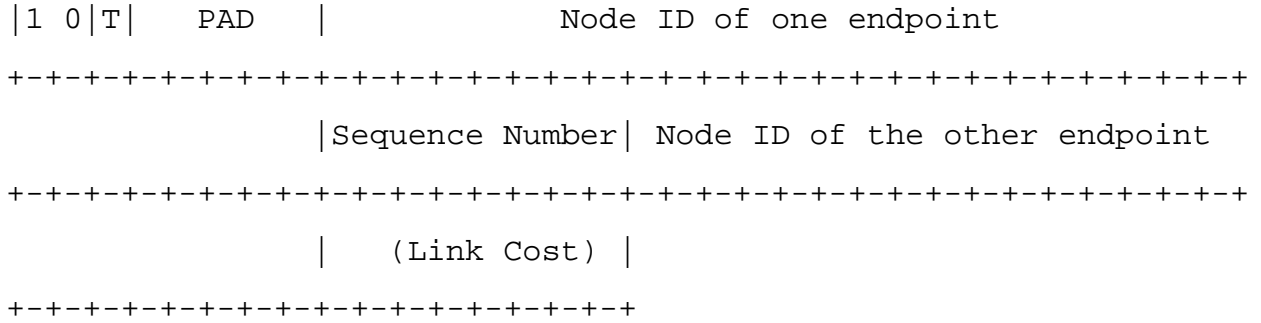 |1 0|T|   PAD     |            Node ID of one endpoint
+-+-+-+-+-+-+-+-+-+-+-+-+-+-+-+-+-+-+-+-+-+-+-+-+-+-+-+-+-+-+-+-+
                |Sequence Number| Node ID of the other endpoint
+-+-+-+-+-+-+-+-+-+-+-+-+-+-+-+-+-+-+-+-+-+-+-+-+-+-+-+-+-+-+-+-+
                |   (Link Cost) |
+-+-+-+-+-+-+-+-+-+-+-+-+-+-+-+-+